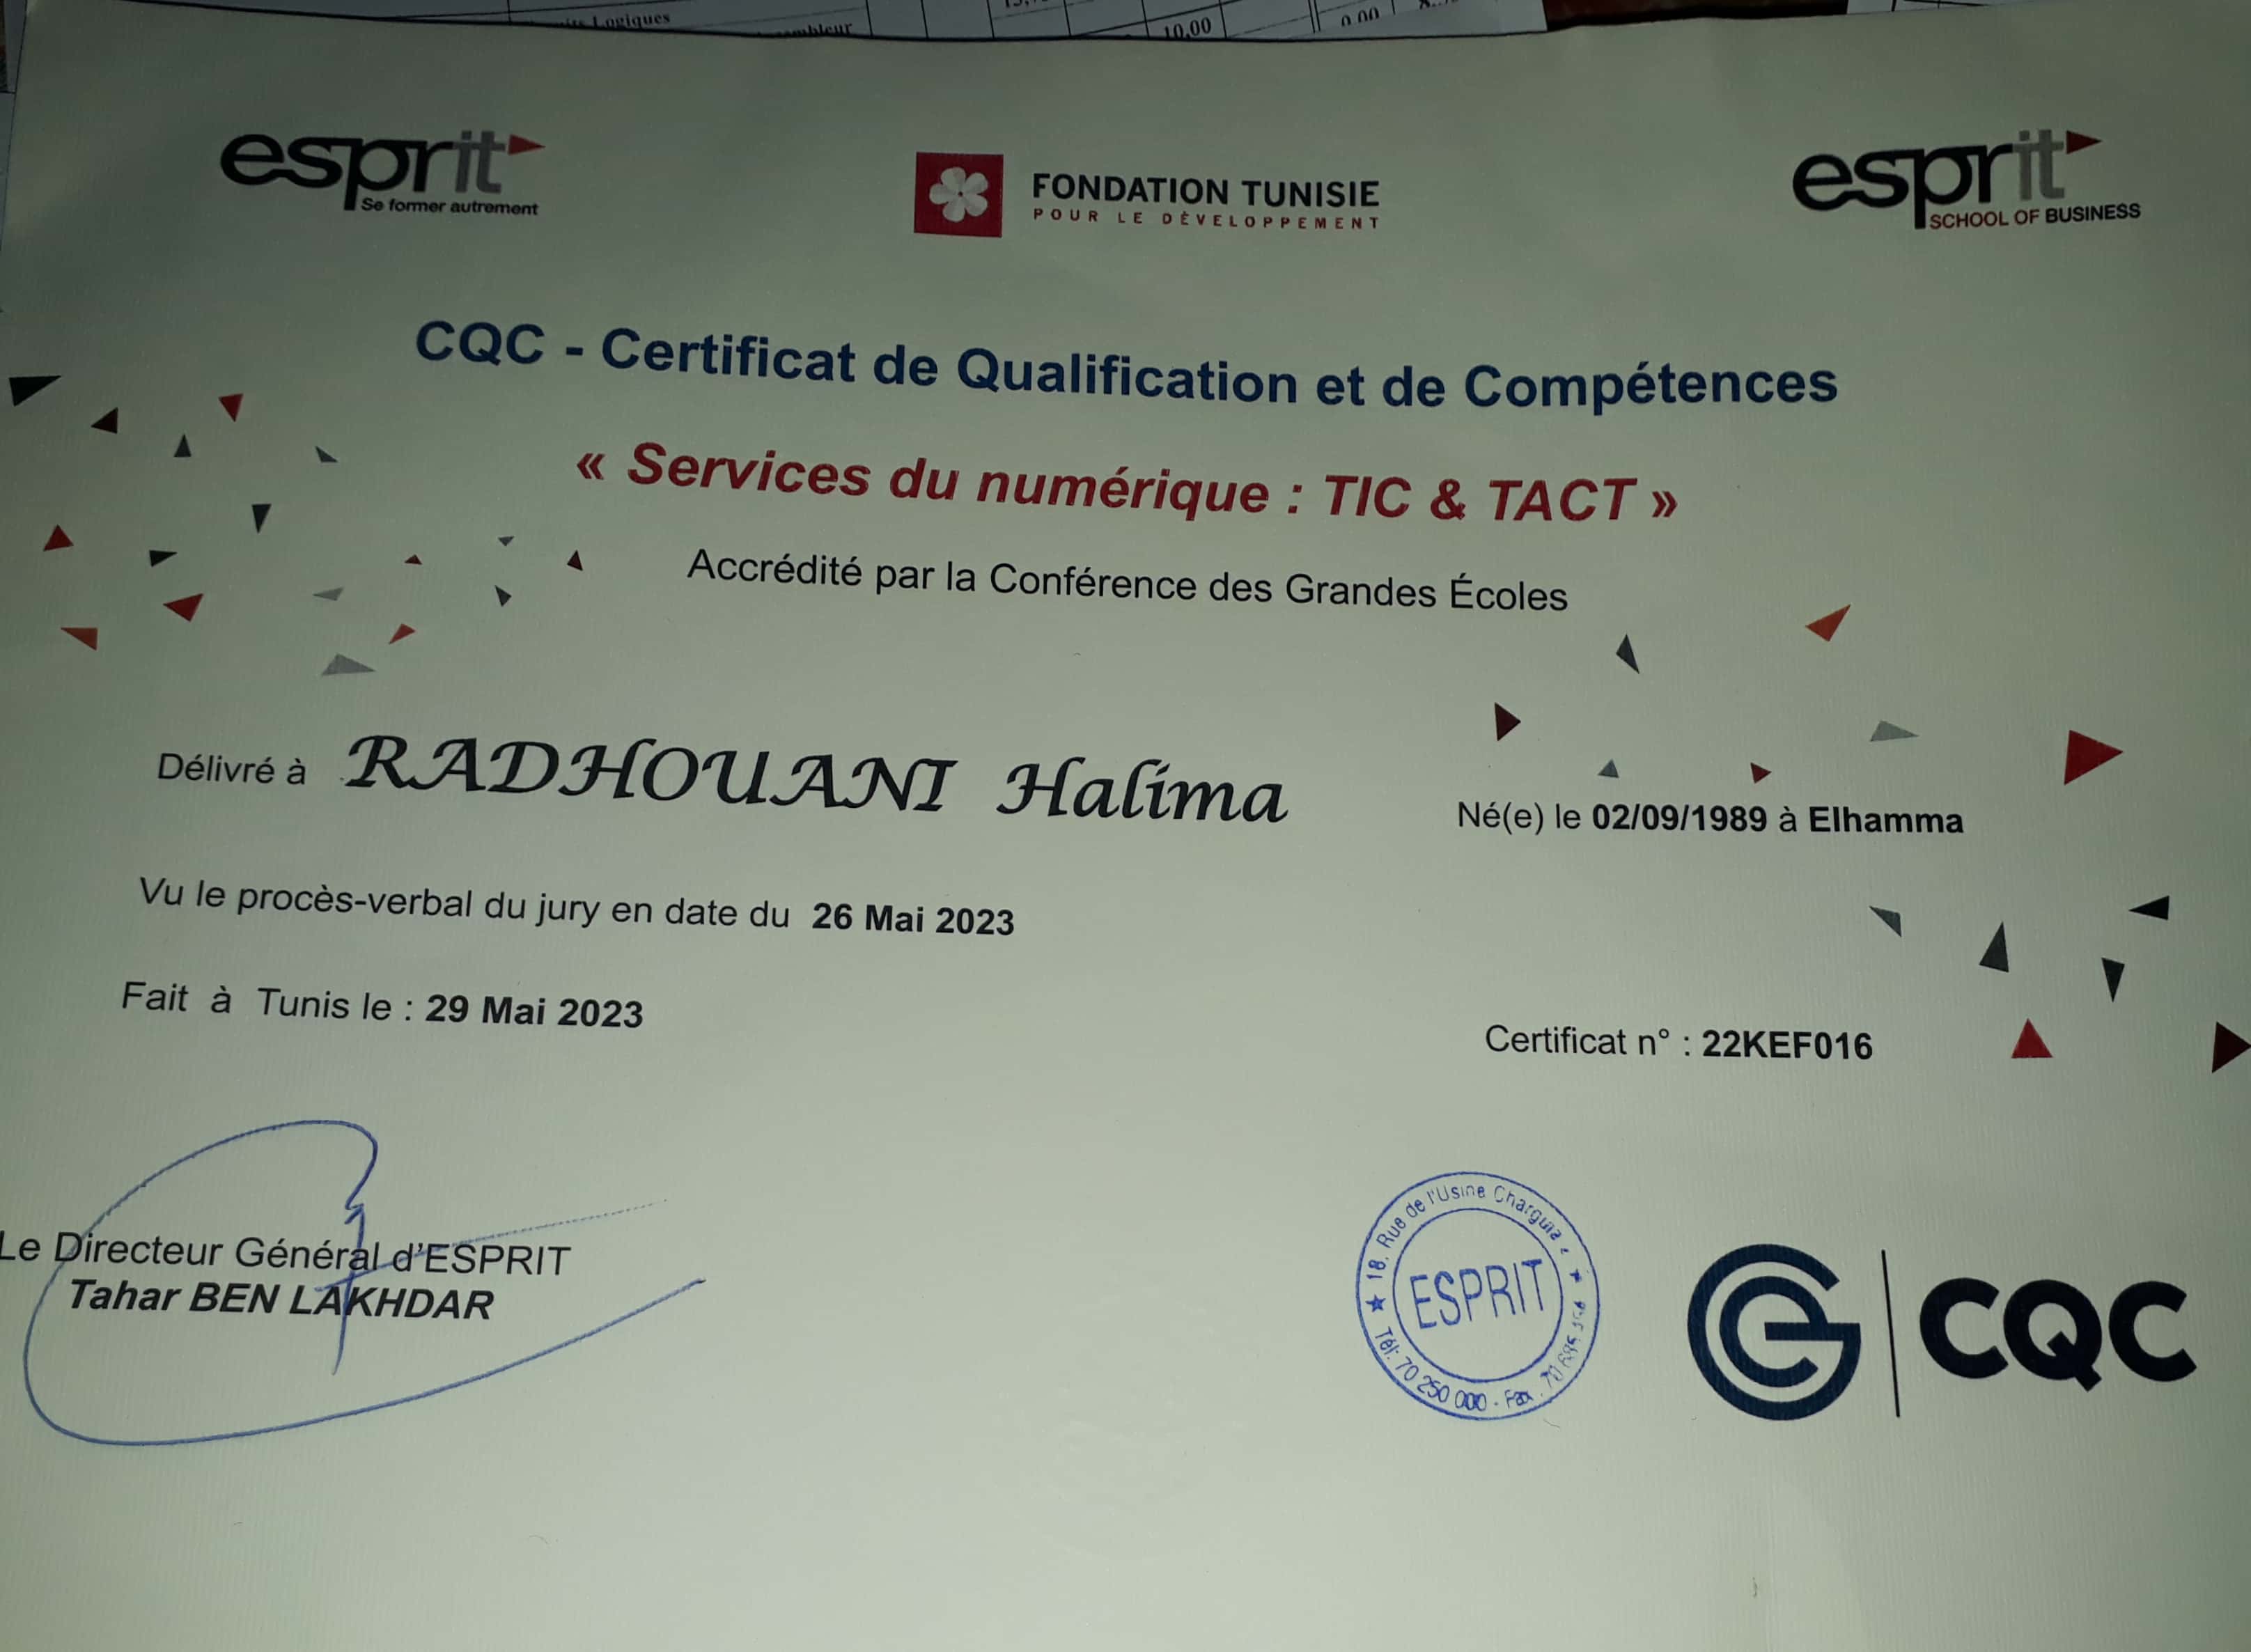 Logiques
10,00
0,00
esprit
Se former autrement
FONDATION TUNISIE
POUR LE DÉVELOPPEMENT
esprit
SCHOOL OF BUSINESS
CQC - Certificat de Qualification et de Compétences
« Services du numérique : TIC & TACT »
Accrédité par la Conférence des Grandes Écoles
Délivré à RADHOUANI Halima
Né(e) le 02/09/1989 à Elhamma
Vu le procès-verbal du jury en date du 26 Mai 2023
Fait à Tunis le : 29 Mai 2023
Certificat n° : 22KEF016
Le Directeur Général d'ESPRIT
Tahar BEN LAKHDAR
18, Rue de l'Usine Charguia
ESPRIT
Tél: 70 250 000 - Fax
CQC